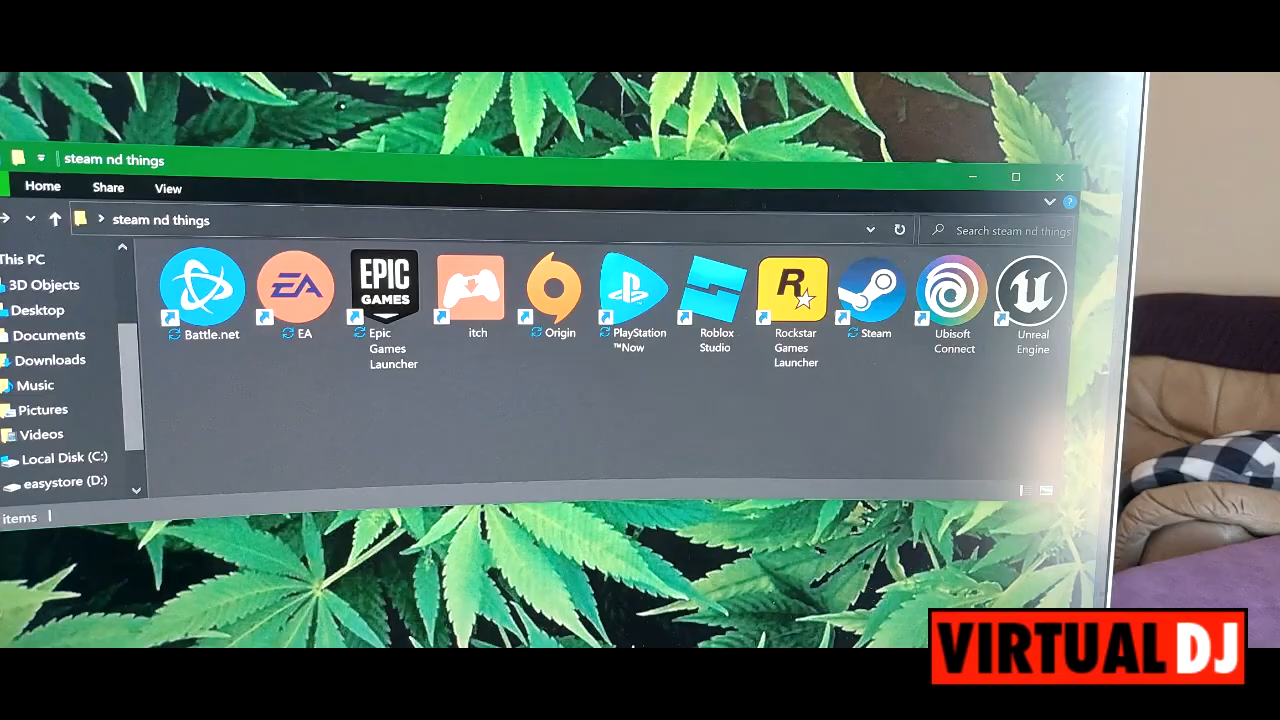 steam nd things
Home Share View
steam nd things
Search steam nd things
This PC
3D Objects
Desktop
Documents
Downloads
Music
Pictures
Videos
Local Disk (C:)
easystore (D:)
items
EA
EPIC
GAMES
R
Battle.net
EA
Epic
Games
Launcher
itch
Origin
PlayStation
™Now
Roblox
Studio
Rockstar
Games
Launcher
Steam
Ubisoft
Connect
Unreal
Engine
VIRTUAL DJ